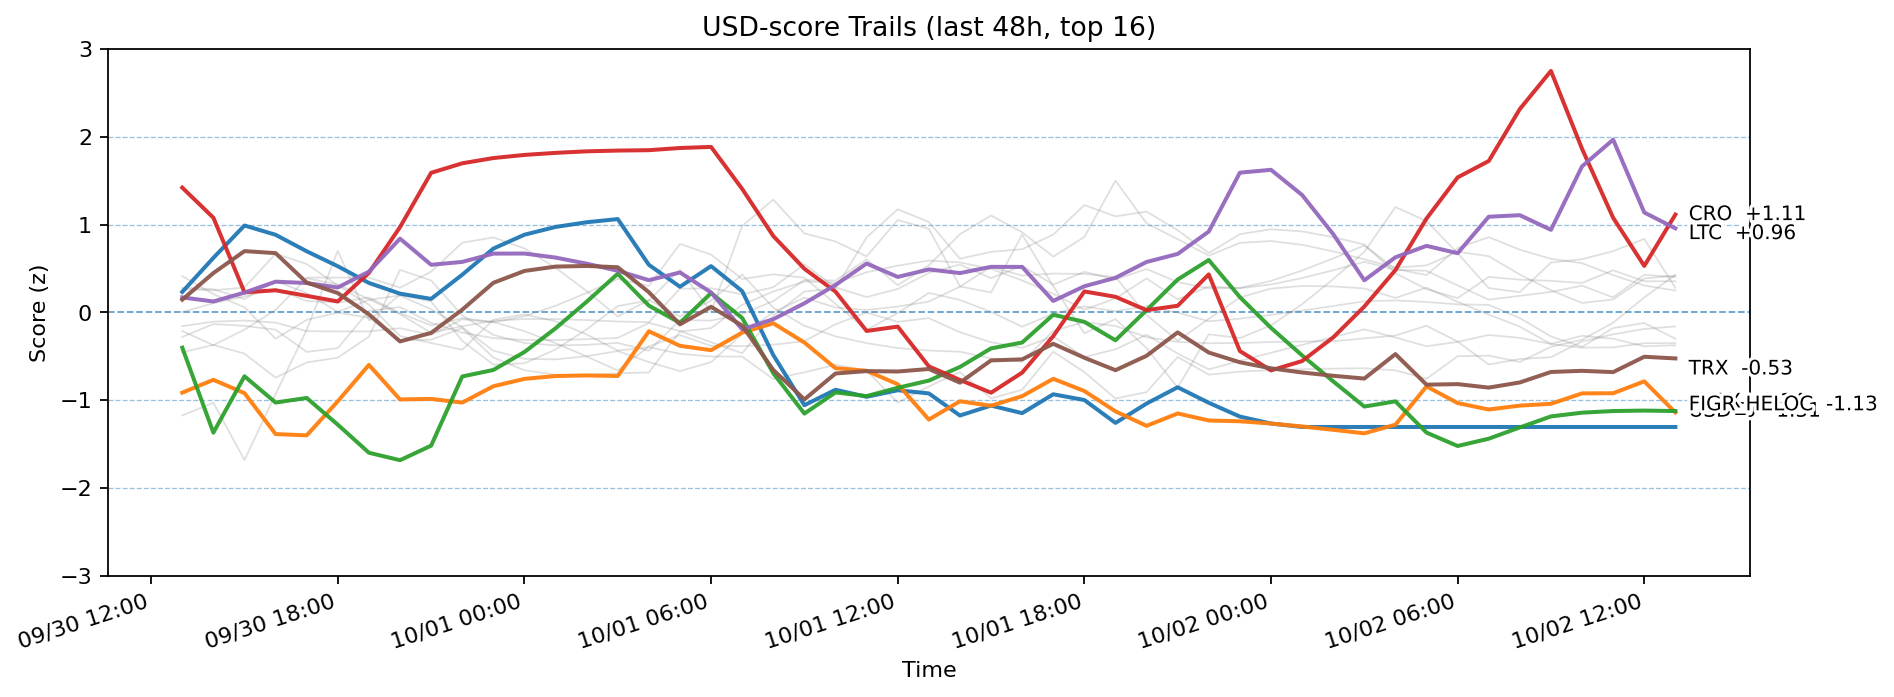 USD-score Trails (last 48h, top 16)
3
2
1
0
−1
−2
−3
Score (z)
CRO +1.11
LTC +0.96
TRX -0.53
FIGR_HELOC -1.13
09/30 12:00
09/30 18:00
10/01 00:00
10/01 06:00
10/01 12:00
10/01 18:00
10/02 00:00
10/02 06:00
10/02 12:00
Time